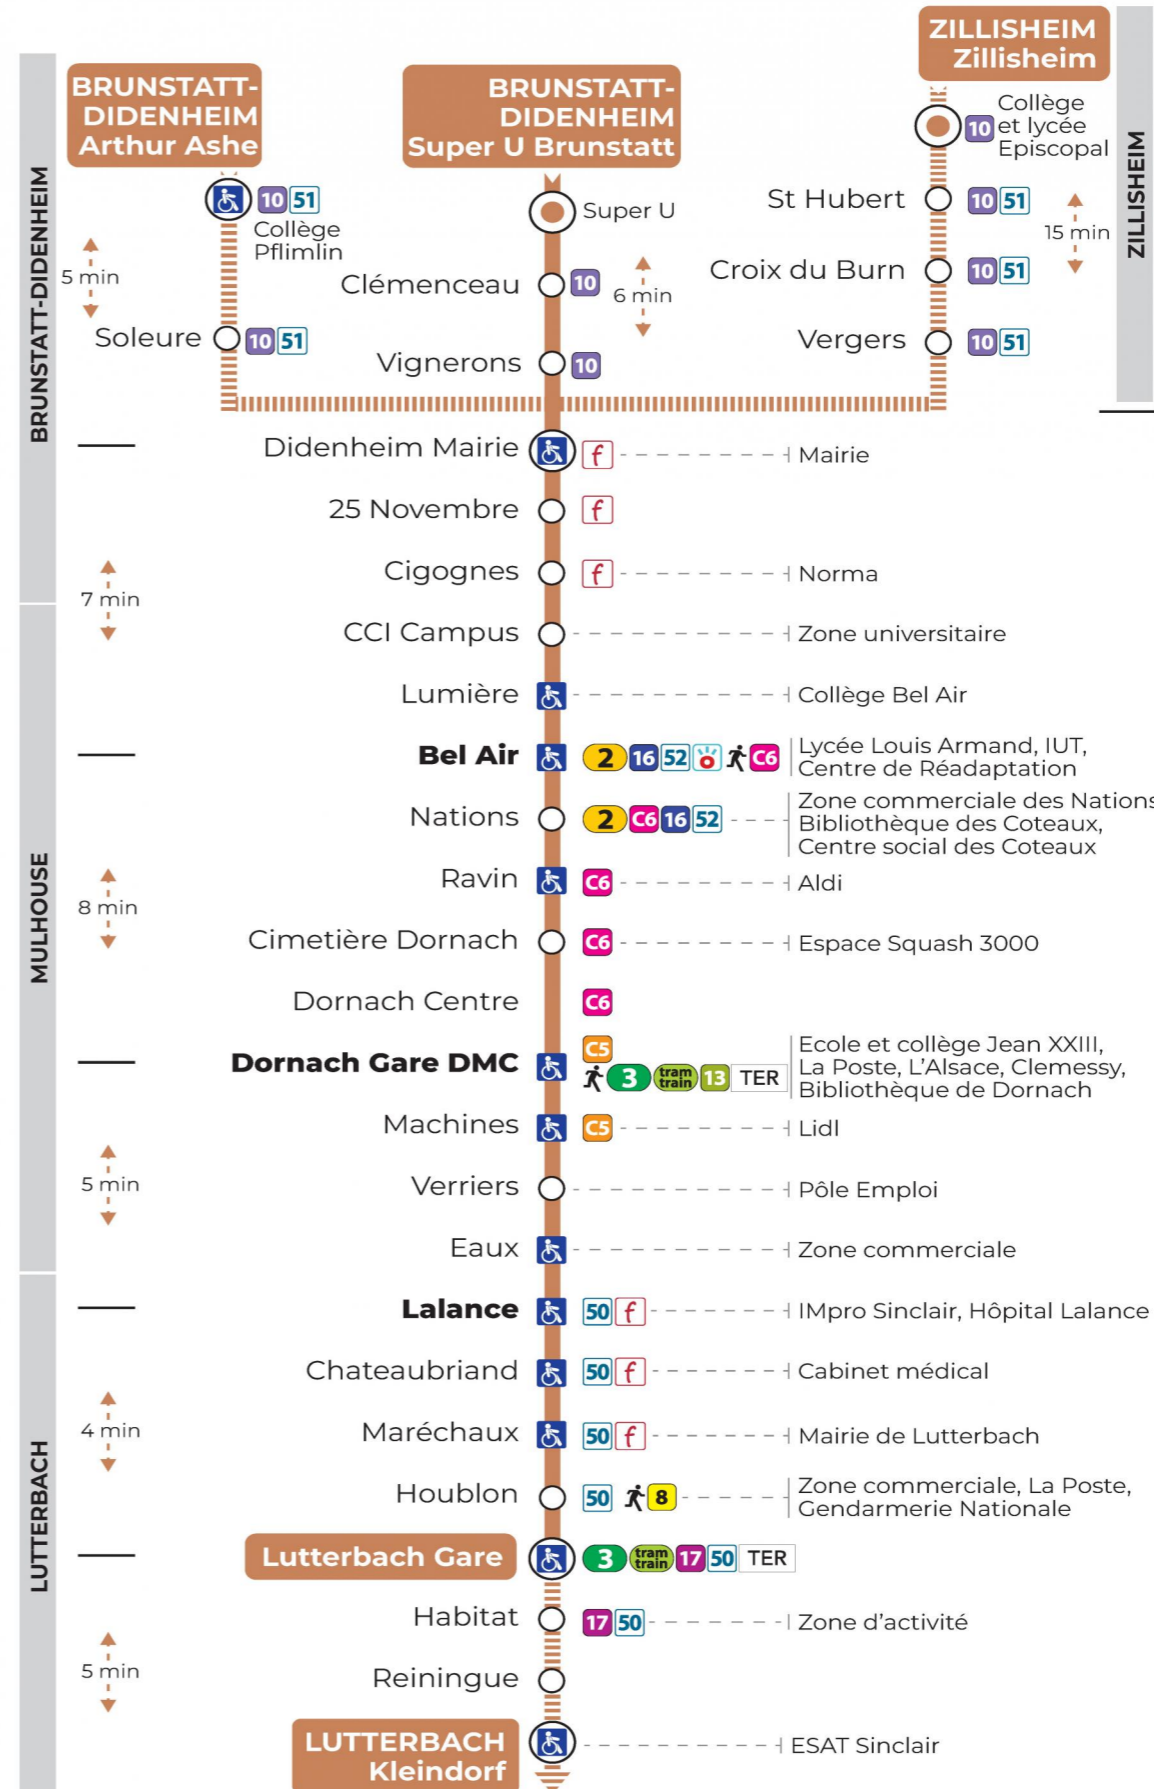 BRUNSTATT-
DIDENHEIM
Arthur Ashe
BRUNSTATT-
DIDENHEIM
Super U Brunstatt
ZILLISHEIM
Zillisheim
BRUNSTATT-DIDENHEIM
ZILLISHEIM
10 51
Collège
Pflimlin
5 min
Soleure 10 51
Super U
Clémenceau 10
6 min
Vignerons 10
10 Collège
et lycée
Episcopal
St Hubert 10 51
15 min
Croix du Burn 10 51
Vergers 10 51
Didenheim Mairie f Mairie
25 Novembre f
Cigognes f Norma
7 min
CCI Campus Zone universitaire
Lumière Collège Bel Air
MULHOUSE
Bel Air 2 16 52 C6 Lycée Louis Armand, IUT,
Centre de Réadaptation
Nations 2 C6 16 52 Zone commerciale des Nations
Bibliothèque des Coteaux,
Centre social des Coteaux
Ravin C6 Aldi
8 min
Cimetière Dornach C6 Espace Squash 3000
Dornach Centre C6
Dornach Gare DMC C5
3 tram train 13 TER
Ecole et collège Jean XXIII,
La Poste, L'Alsace, Clemessy,
Bibliothèque de Dornach
Machines C5 Lidl
5 min
Verriers Pôle Emploi
Eaux Zone commerciale
LUTTERBACH
Lalance 50 f IMpro Sinclair, Hôpital Lalance
Chateaubriand 50 f Cabinet médical
4 min
Maréchaux 50 f Mairie de Lutterbach
Houblon 50 8 Zone commerciale, La Poste,
Gendarmerie Nationale
Lutterbach Gare 3 tram train 17 50 TER
Habitat 17 50 Zone d'activité
5 min
Reiningue
LUTTERBACH
Kleindorf
ESAT Sinclair